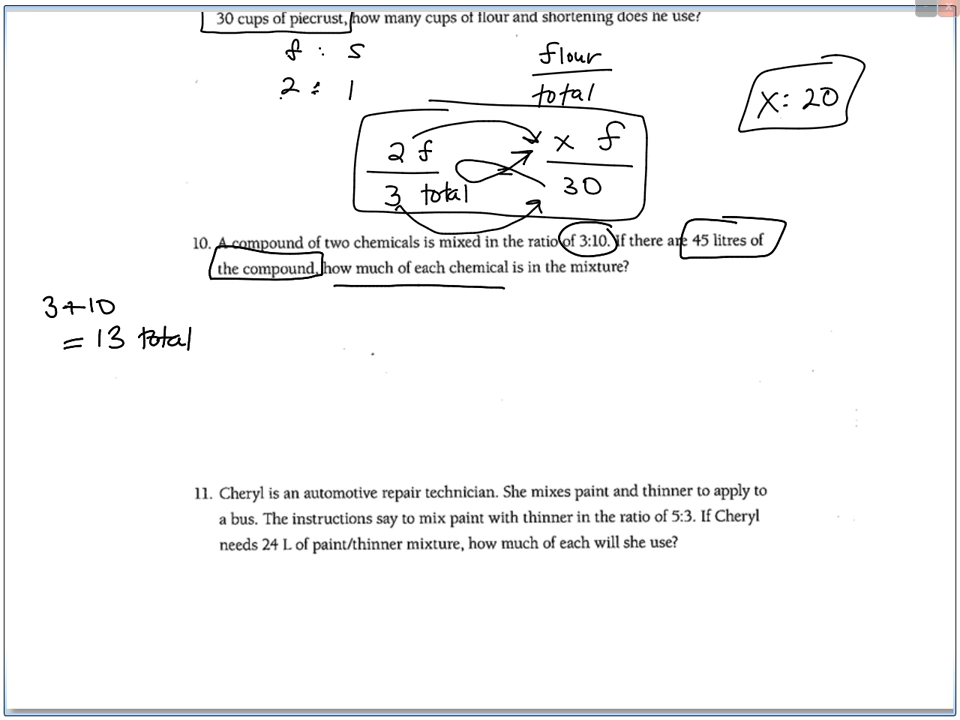 30 cups of piecrust, how many cups of flour and shortening does he use?
f : s
2 : 1
flour
total
x: 20
2 f
3 total
x f
30
10. A compound of two chemicals is mixed in the ratio of 3:10. If there are 45 litres of
the compound, how much of each chemical is in the mixture?
3+10
= 13 total
11. Cheryl is an automotive repair technician. She mixes paint and thinner to apply to
a bus. The instructions say to mix paint with thinner in the ratio of 5:3. If Cheryl
needs 24 L of paint/thinner mixture, how much of each will she use?